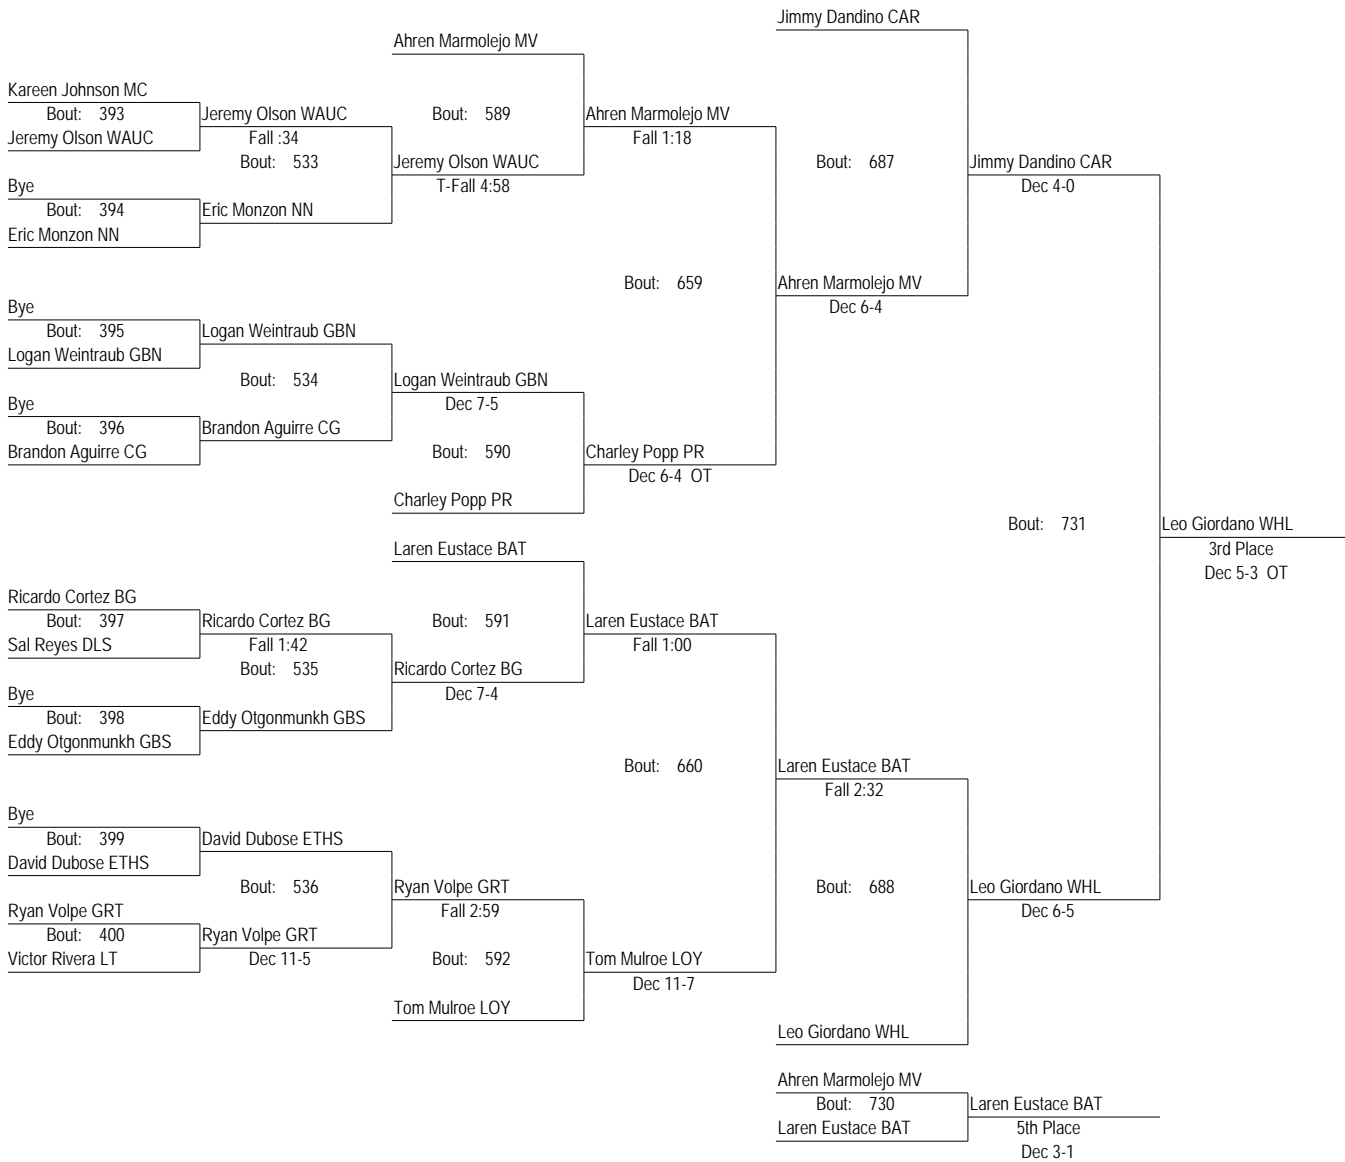 Jimmy Dandino CAR
Ahren Marmolejo MV
Kareen Johnson MC
Bout: 393
Jeremy Olson WAUC
Bout: 589
Ahren Marmolejo MV
Jeremy Olson WAUC
Fall :34
Fall 1:18
Bout: 533
Jeremy Olson WAUC
Bout: 687
Jimmy Dandino CAR
Bye
T-Fall 4:58
Dec 4-0
Bout: 394
Eric Monzon NN
Eric Monzon NN
Bout: 659
Ahren Marmolejo MV
Bye
Dec 6-4
Bout: 395
Logan Weintraub GBN
Logan Weintraub GBN
Bout: 534
Logan Weintraub GBN
Bye
Dec 7-5
Bout: 396
Brandon Aguirre CG
Brandon Aguirre CG
Bout: 590
Charley Popp PR
Dec 6-4 OT
Charley Popp PR
Bout: 731
Leo Giordano WHL
Laren Eustace BAT
3rd Place
Dec 5-3 OT
Ricardo Cortez BG
Bout: 397
Ricardo Cortez BG
Bout: 591
Laren Eustace BAT
Sal Reyes DLS
Fall 1:42
Fall 1:00
Bout: 535
Ricardo Cortez BG
Bye
Dec 7-4
Bout: 398
Eddy Otgonmunkh GBS
Eddy Otgonmunkh GBS
Bout: 660
Laren Eustace BAT
Fall 2:32
Bye
Bout: 399
David Dubose ETHS
David Dubose ETHS
Bout: 536
Ryan Volpe GRT
Bout: 688
Leo Giordano WHL
Ryan Volpe GRT
Fall 2:59
Dec 6-5
Bout: 400
Ryan Volpe GRT
Victor Rivera LT
Dec 11-5
Bout: 592
Tom Mulroe LOY
Dec 11-7
Tom Mulroe LOY
Leo Giordano WHL
Ahren Marmolejo MV
Bout: 730
Laren Eustace BAT
Laren Eustace BAT
5th Place
Dec 3-1